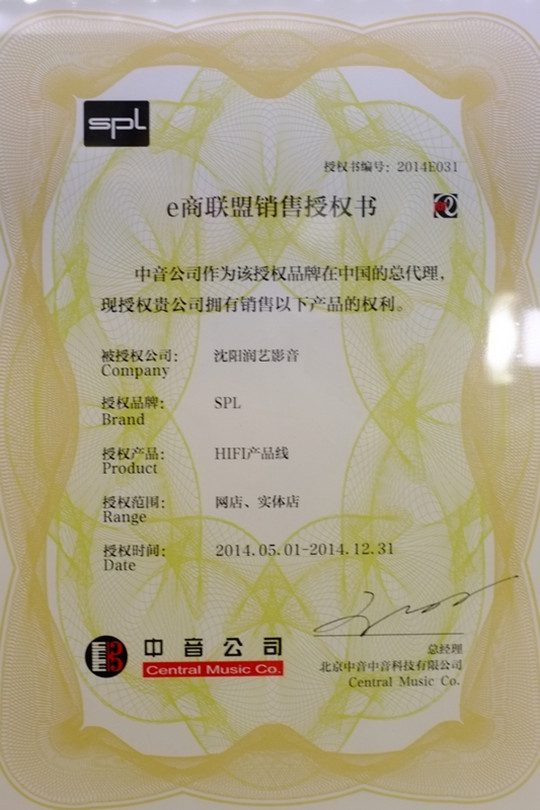 spl
授权书编号：2014E031
e商联盟销售授权书
中音公司作为该授权品牌在中国的总代理，
现授权贵公司拥有销售以下产品的权利。
被授权公司： 沈阳润艺影音
Company
授权品牌： SPL
Brand
授权产品： HIFI产品线
Product
授权范围： 网店、实体店
Range
授权时间： 2014.05.01-2014.12.31
Date
中音公司
Central Music Co.
总经理
北京中音中音科技有限公司
Central Music Co.